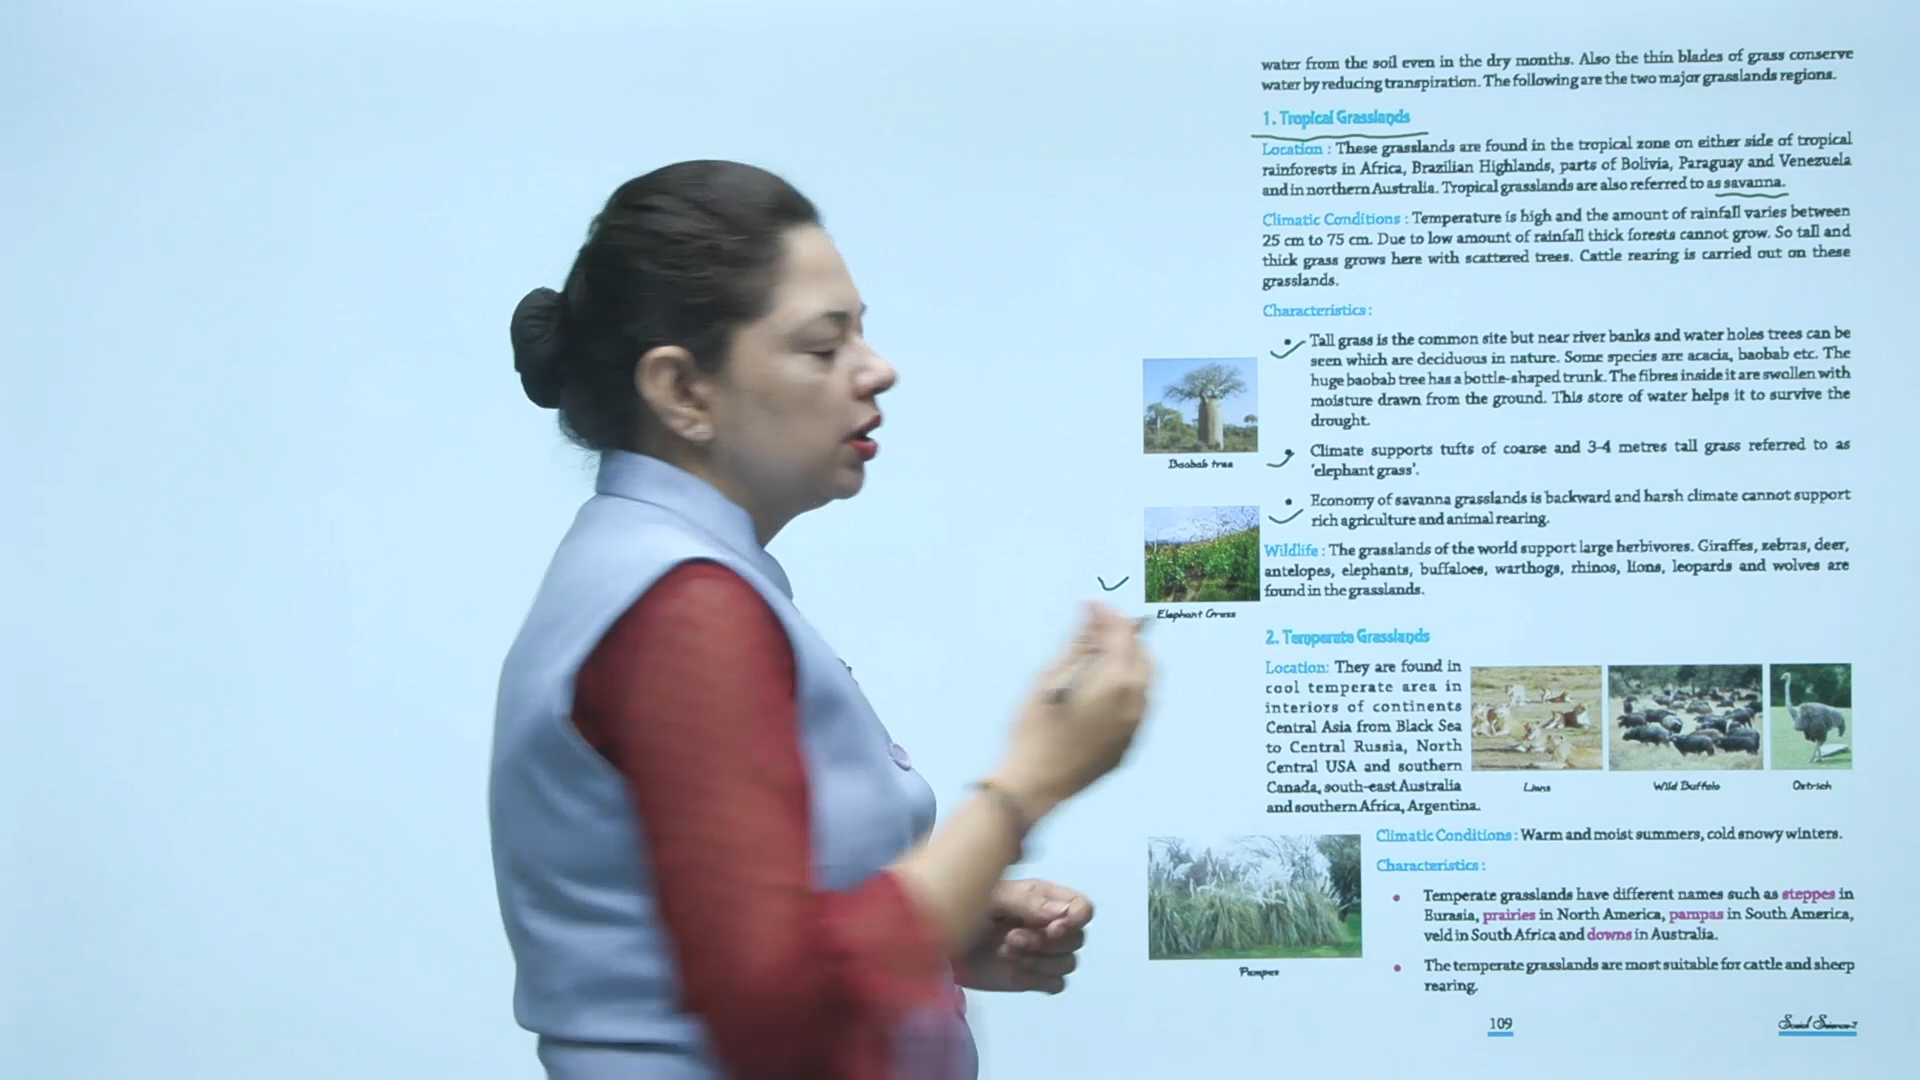 water from the soil even in the dry months. Also the thin blades of grass conserve
water by reducing transpiration. The following are the two major grasslands regions.
1. Tropical Grasslands
Location : These grasslands are found in the tropical zone on either side of tropical
rainforests in Africa, Brazilian Highlands, parts of Bolivia, Paraguay and Venezuela
and in northern Australia. Tropical grasslands are also referred to as savanna.
Climatic Conditions : Temperature is high and the amount of rainfall varies between
25 cm to 75 cm. Due to low amount of rainfall thick forests cannot grow. So tall and
thick grass grows here with scattered trees. Cattle rearing is carried out on these
grasslands.
Characteristics :
• Tall grass is the common site but near river banks and water holes trees can be
seen which are deciduous in nature. Some species are acacia, baobab etc. The
huge baobab tree has a bottle-shaped trunk. The fibres inside it are swollen with
moisture drawn from the ground. This store of water helps it to survive the
drought.
Baobab tree
• Climate supports tufts of coarse and 3-4 metres tall grass referred to as
'elephant grass'.
• Economy of savanna grasslands is backward and harsh climate cannot support
rich agriculture and animal rearing.
Elephant Grass
Wildlife : The grasslands of the world support large herbivores. Giraffes, zebras, deer,
antelopes, elephants, buffaloes, warthogs, rhinos, lions, leopards and wolves are
found in the grasslands.
2. Temperate Grasslands
Location: They are found in
cool temperate area in
interiors of continents
Central Asia from Black Sea
to Central Russia, North
Central USA and southern
Canada, south-east Australia
and southern Africa, Argentina.
Lions
Wild Buffalo
Ostrich
Climatic Conditions : Warm and moist summers, cold snowy winters.
Characteristics :
• Temperate grasslands have different names such as steppes in
Eurasia, prairies in North America, pampas in South America,
veld in South Africa and downs in Australia.
• The temperate grasslands are most suitable for cattle and sheep
rearing.
Pampas
109
Social Science-7